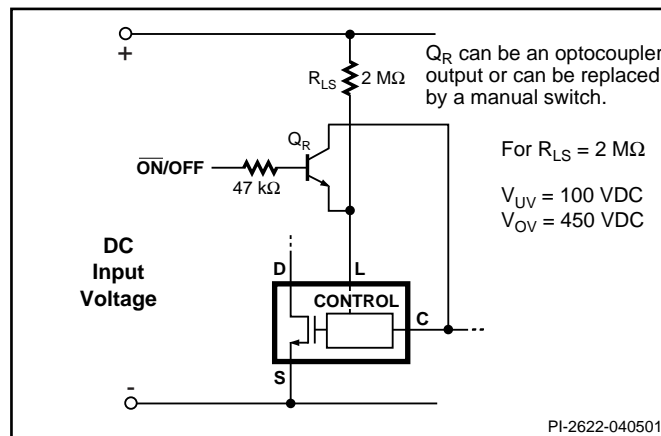 +
R_LS 2 MΩ
Q_R can be an optocoupler
output or can be replaced
by a manual switch.
Q_R
ON/OFF
47 kΩ
For R_LS = 2 MΩ
V_UV = 100 VDC
V_OV = 450 VDC
DC
Input
Voltage
D
L
CONTROL
C
S
-
PI-2622-040501